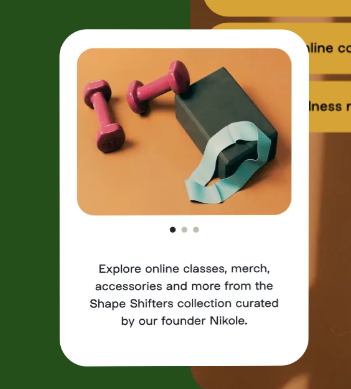 nline co
lness r
Explore online classes, merch,
accessories and more from the
Shape Shifters collection curated
by our founder Nikole.